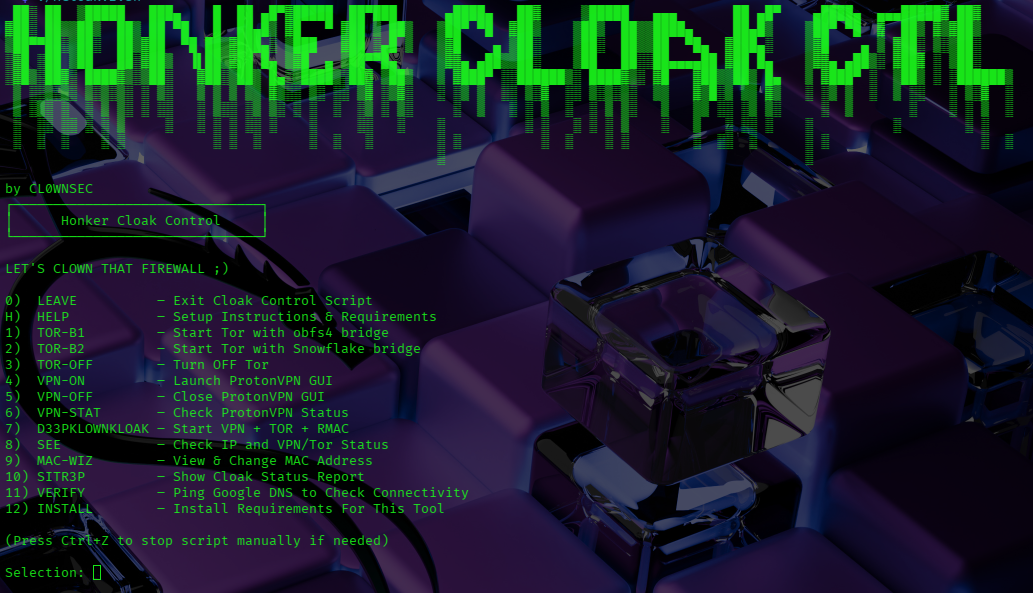 HONKER CLOAK CTL
by CL0WNSEC
Honker Cloak Control
LET'S CLOWN THAT FIREWALL ;)
0) LEAVE – Exit Cloak Control Script
H) HELP – Setup Instructions & Requirements
1) TOR-B1 – Start Tor with obfs4 bridge
2) TOR-B2 – Start Tor with Snowflake bridge
3) TOR-OFF – Turn OFF Tor
4) VPN-ON – Launch ProtonVPN GUI
5) VPN-OFF – Close ProtonVPN GUI
6) VPN-STAT – Check ProtonVPN Status
7) D33PKLOWNKLOAK – Start VPN + TOR + RMAC
8) SEE – Check IP and VPN/Tor Status
9) MAC-WIZ – View & Change MAC Address
10) SITR3P – Show Cloak Status Report
11) VERIFY – Ping Google DNS to Check Connectivity
12) INSTALL – Install Requirements For This Tool
(Press Ctrl+Z to stop script manually if needed)
Selection: